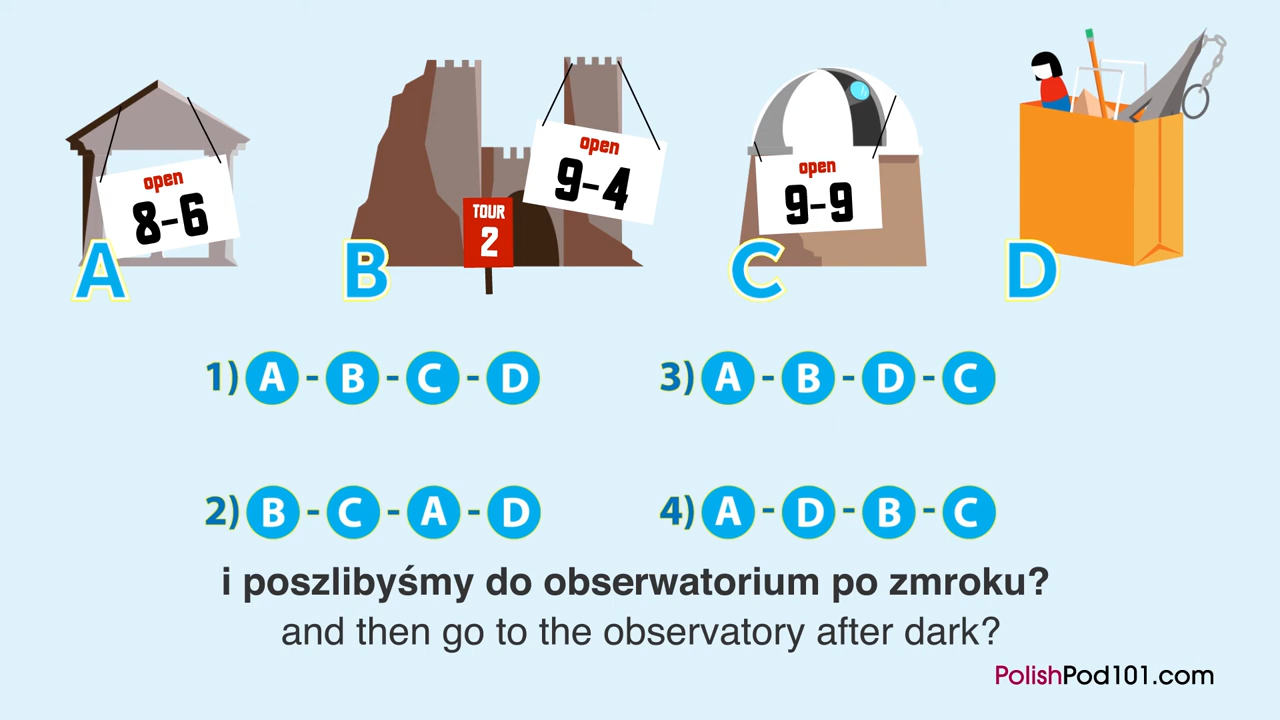 open
8-6
open
9-4
TOUR
2
open
9-9
A
B
C
D
1) A - B - C - D
3) A - B - D - C
2) B - C - A - D
4) A - D - B - C
i poszlibyśmy do obserwatorium po zmroku?
and then go to the observatory after dark?
PolishPod101.com